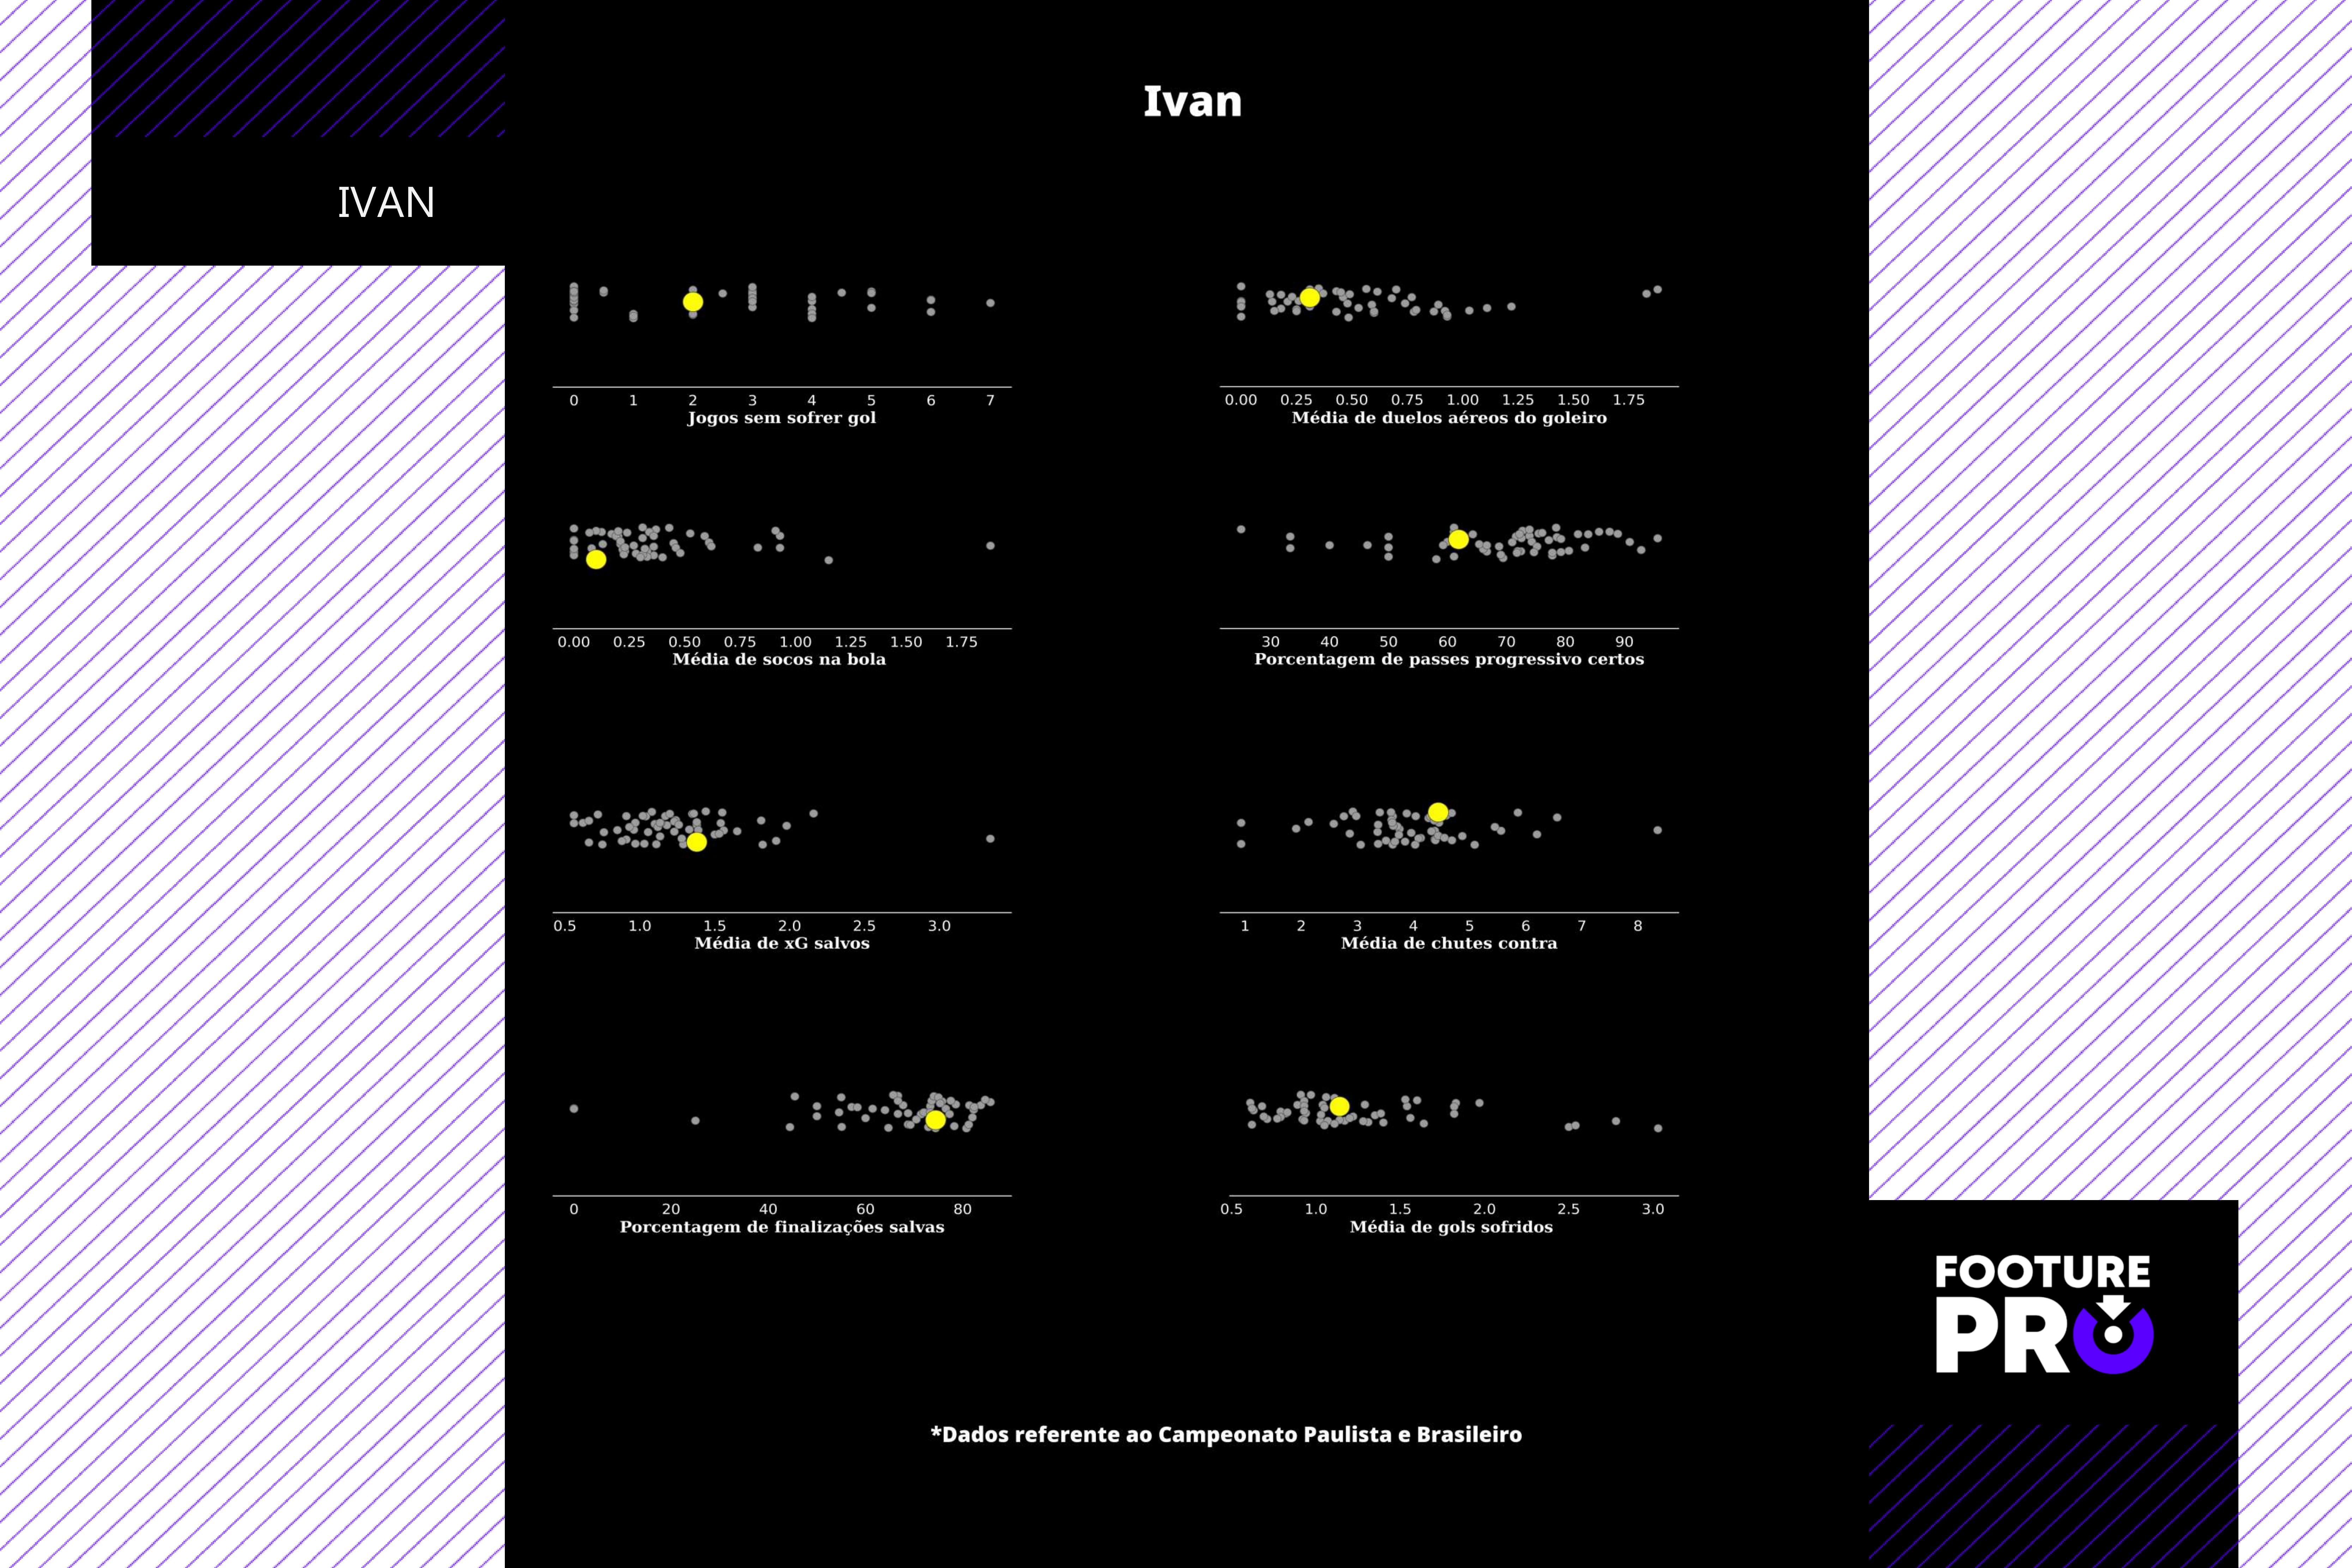 Ivan
IVAN
0 1 2 3 4 5 6 7
Jogos sem sofrer gol
0.00 0.25 0.50 0.75 1.00 1.25 1.50 1.75
Média de duelos aéreos do goleiro
0.00 0.25 0.50 0.75 1.00 1.25 1.50 1.75
Média de socos na bola
30 40 50 60 70 80 90
Porcentagem de passes progressivo certos
0.5 1.0 1.5 2.0 2.5 3.0
Média de xG salvos
1 2 3 4 5 6 7 8
Média de chutes contra
0 20 40 60 80
Porcentagem de finalizações salvas
0.5 1.0 1.5 2.0 2.5 3.0
Média de gols sofridos
FOOTURE
PRO
*Dados referente ao Campeonato Paulista e Brasileiro